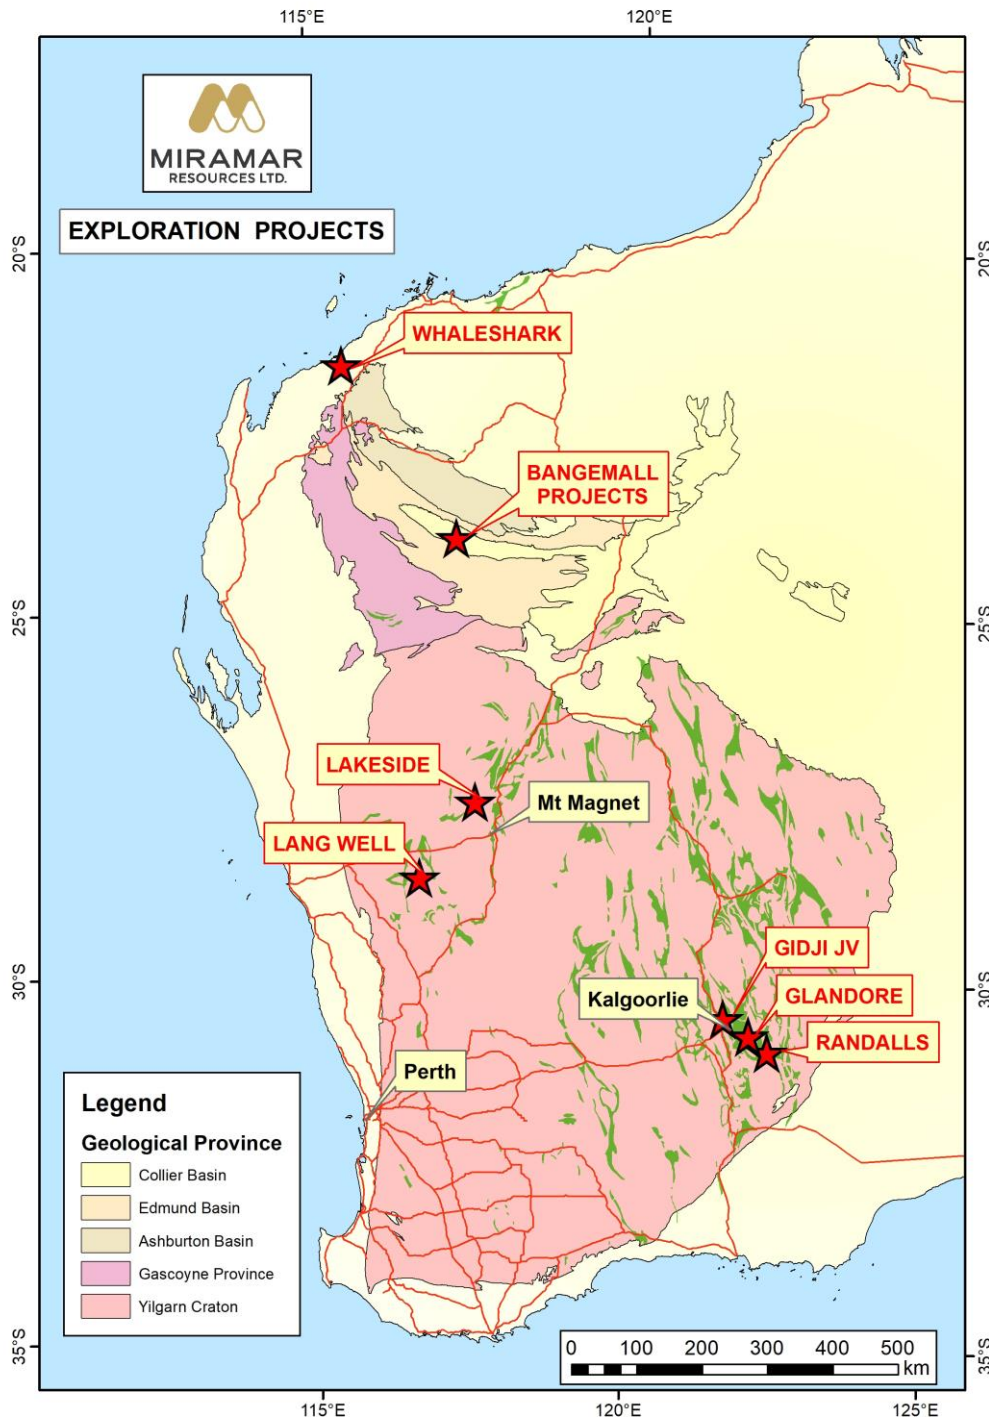 115°E
120°E
MIRAMAR
RESOURCES LTD.
EXPLORATION PROJECTS
20°S
20°S
WHALESHARK
BANGEMALL
PROJECTS
25°S
25°S
LAKESIDE
Mt Magnet
LANG WELL
GIDJI JV
Kalgoorlie
GLANDORE
30°S
30°S
RANDALLS
Perth
Legend
Geological Province
Collier Basin
Edmund Basin
Ashburton Basin
Gascoyne Province
Yilgarn Craton
0 100 200 300 400 500
km
35°S
35°S
115°E
120°E
125°E